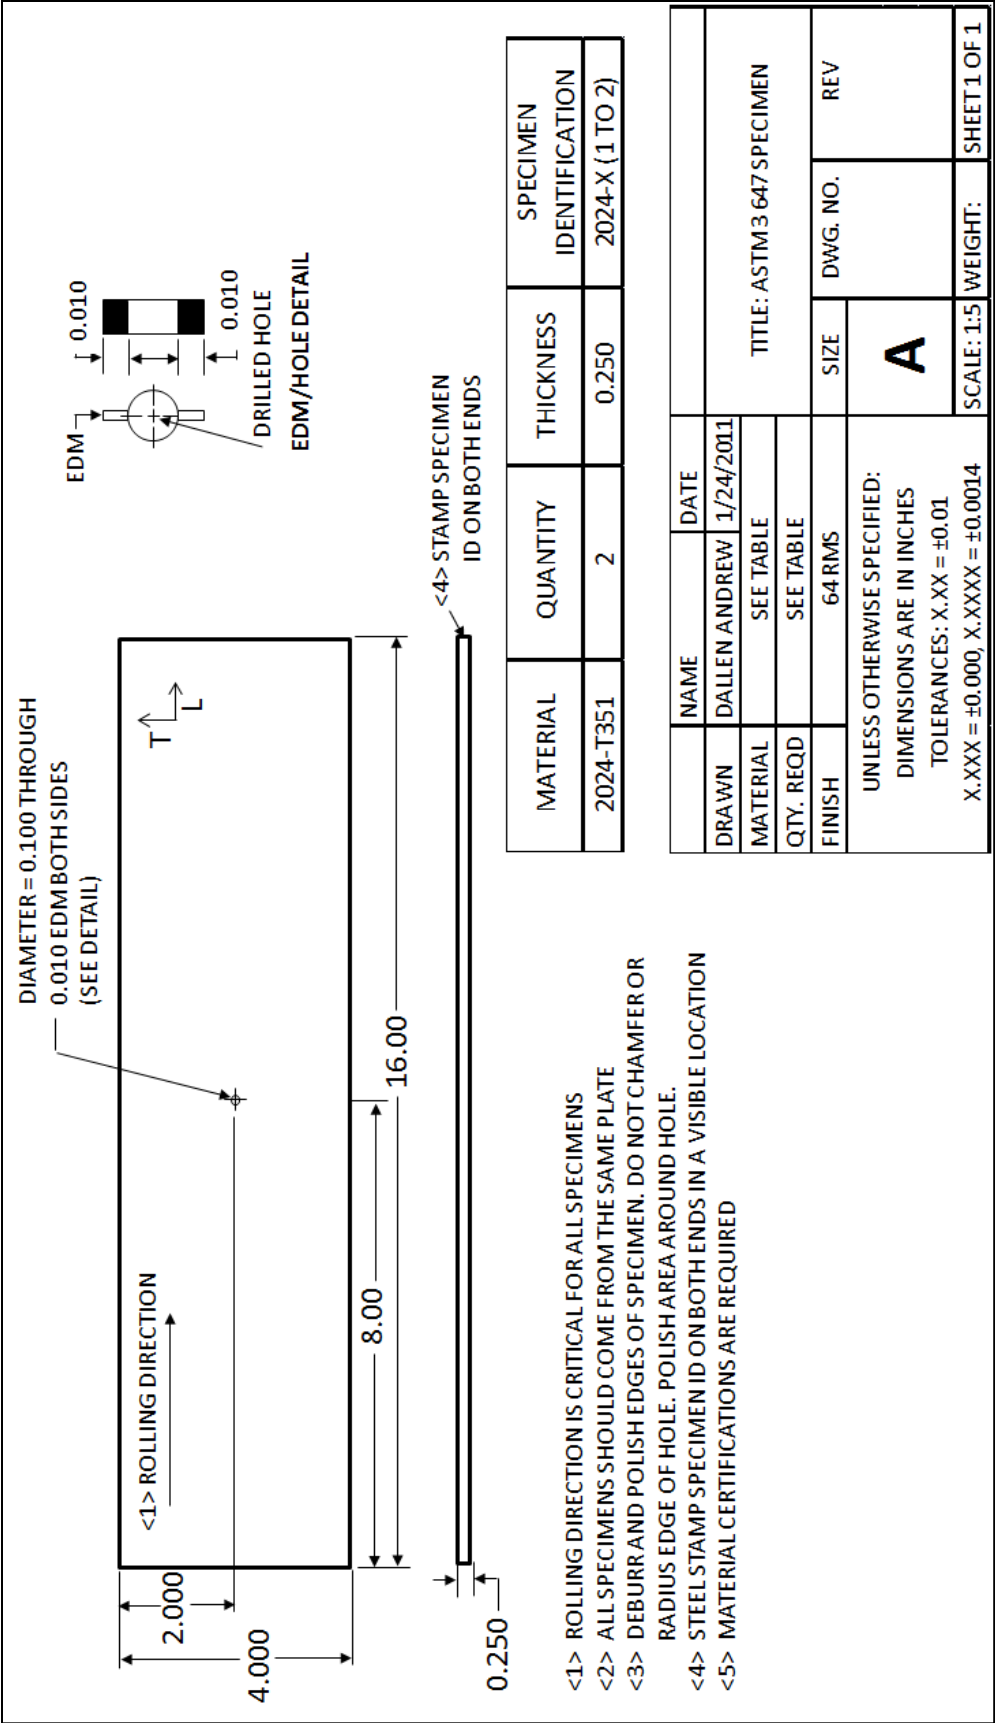 DIAMETER = 0.100 THROUGH
0.010 EDM BOTH SIDES
(SEE DETAIL)
EDM
0.010
0.010
DRILLED HOLE
EDM/HOLE DETAIL
<1> ROLLING DIRECTION
T
L
2.000
4.000
8.00
16.00
0.250
<4> STAMP SPECIMEN
ID ON BOTH ENDS
<1> ROLLING DIRECTION IS CRITICAL FOR ALL SPECIMENS
<2> ALL SPECIMENS SHOULD COME FROM THE SAME PLATE
<3> DEBURR AND POLISH EDGES OF SPECIMEN. DO NOT CHAMFER OR
RADIUS EDGE OF HOLE. POLISH AREA AROUND HOLE.
<4> STEEL STAMP SPECIMEN ID ON BOTH ENDS IN A VISIBLE LOCATION
<5> MATERIAL CERTIFICATIONS ARE REQUIRED
MATERIAL QUANTITY THICKNESS SPECIMEN
IDENTIFICATION
2024-T351 2 0.250 2024-X (1 TO 2)
NAME DATE
DRAWN DALLEN ANDREW 1/24/2011
MATERIAL SEE TABLE
QTY. REQD SEE TABLE
FINISH 64 RMS
TITLE: ASTM 3 647 SPECIMEN
SIZE DWG. NO. REV
A
UNLESS OTHERWISE SPECIFIED:
DIMENSIONS ARE IN INCHES
TOLERANCES: X.XX = ±0.01
X.XXX = ±0.000, X.XXXX = ±0.0014
SCALE: 1:5 WEIGHT: SHEET 1 OF 1